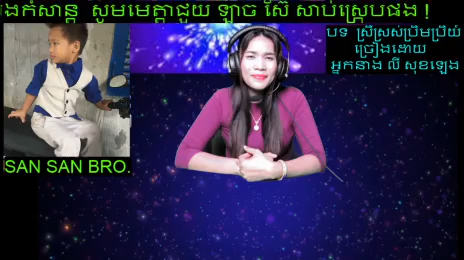 ងកំសាន្ត សូមមេត្តាជួយ ឡាច ស៊ែ សាប់ស្រ្គេបផង !
បទ ស្រីស្រស់ប្រិមប្រិយ៍
ច្រៀងដោយ
អ្នកនាង លី សុខឡេង
SAN SAN BRO.